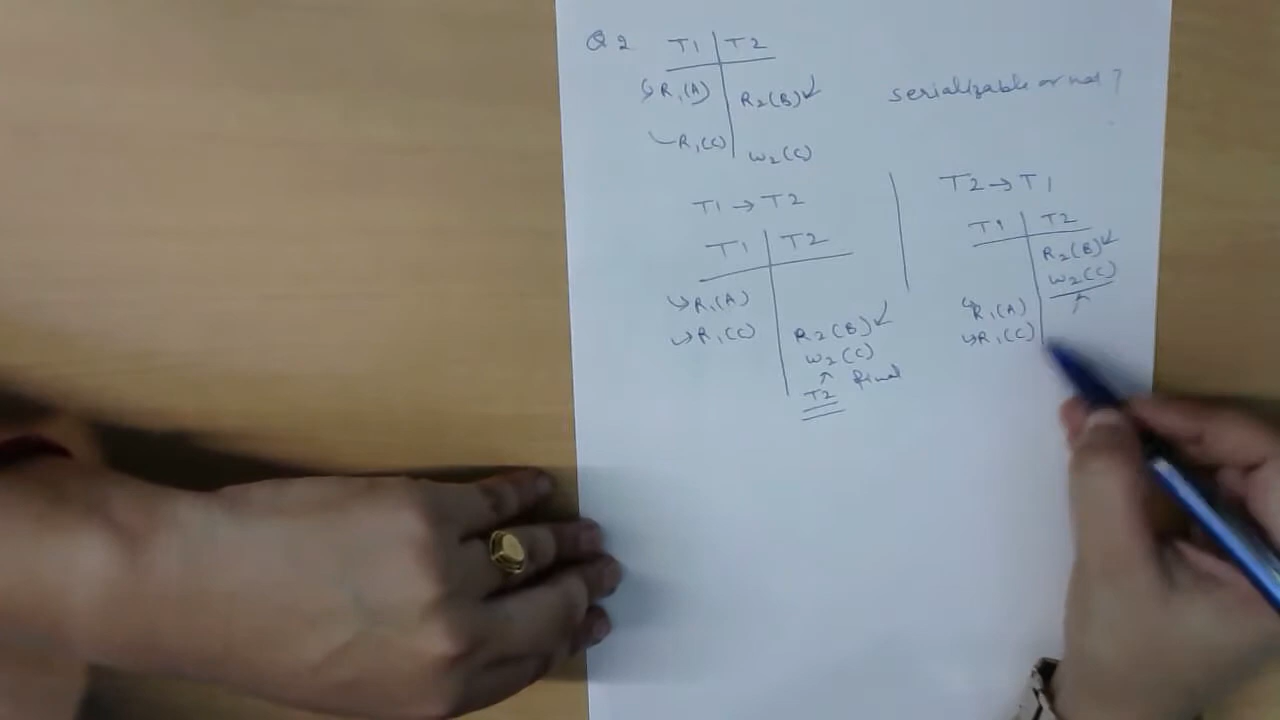 Q2 T1 T2
R1(A) R2(B) serializable or not ?
R1(C) W2(C)
T1 → T2
T1 T2
R1(A)
R1(C) R2(B)
W2(C)
↑ final
T2
T2 → T1
T1 T2
R2(B)
W2(C)
R1(A) ↑
R1(C)